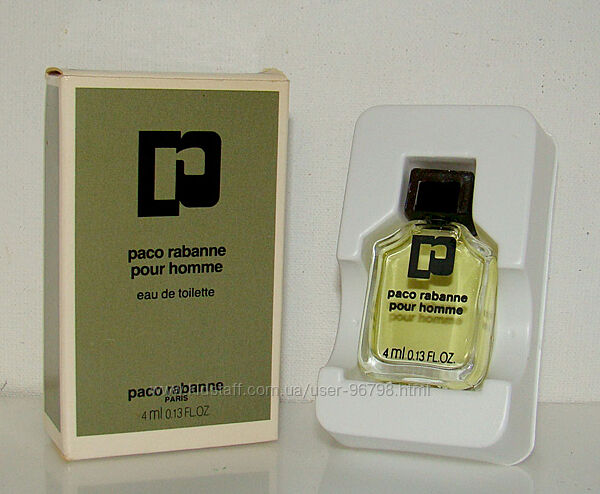 paco rabanne
pour homme
eau de toilette
paco rabanne
PARIS
4 ml 0.13 FL.OZ
paco rabanne
pour homme
4 ml 0.13 FL.OZ.